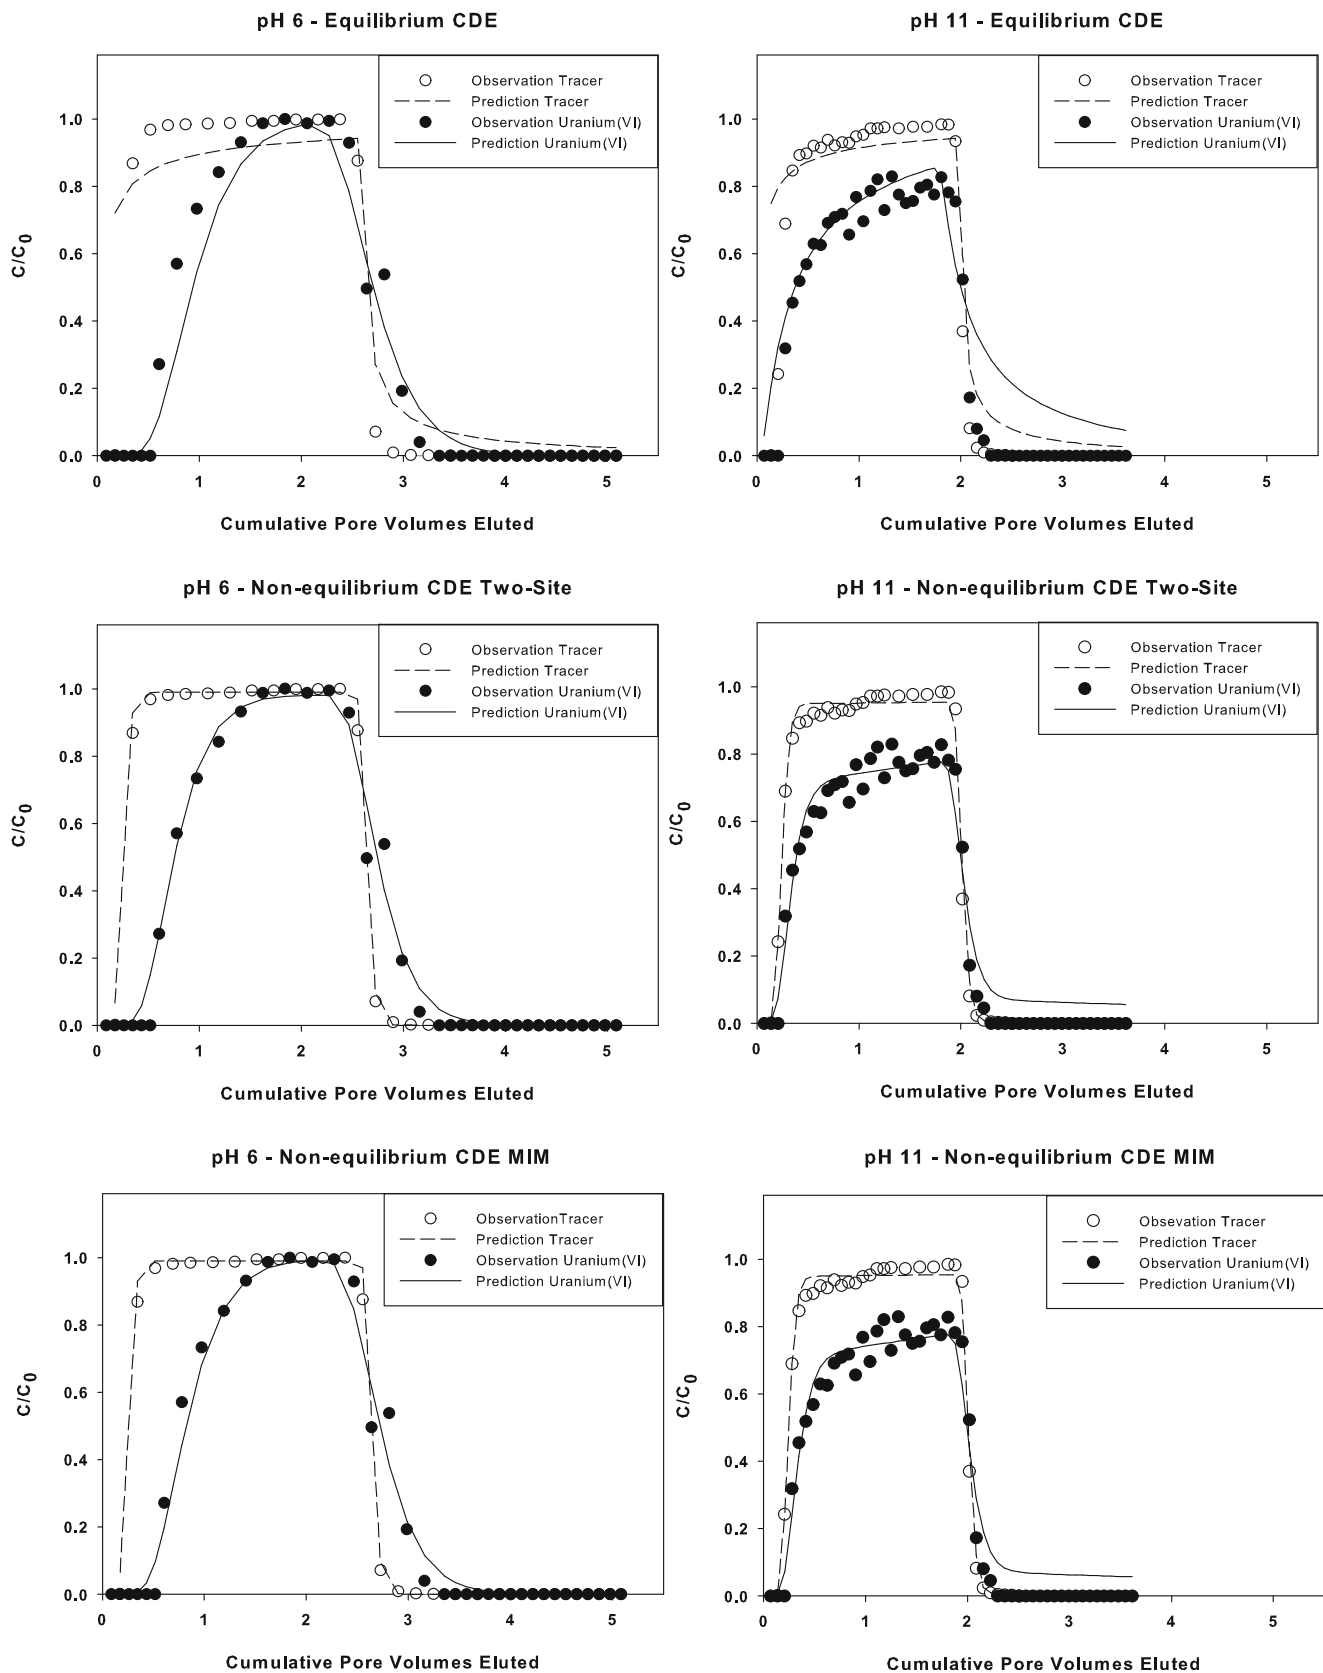 pH 6 - Equilibrium CDE
Observation Tracer
Prediction Tracer
Observation Uranium(VI)
Prediction Uranium(VI)
C/C0
1.0
0.8
0.6
0.4
0.2
0.0
0 1 2 3 4 5
Cumulative Pore Volumes Eluted
pH 11 - Equilibrium CDE
Observation Tracer
Prediction Tracer
Observation Uranium(VI)
Prediction Uranium(VI)
C/C0
1.0
0.8
0.6
0.4
0.2
0.0
0 1 2 3 4 5
Cumulative Pore Volumes Eluted
pH 6 - Non-equilibrium CDE Two-Site
Observation Tracer
Prediction Tracer
Observation Uranium(VI)
Prediction Uranium(VI)
C/C0
1.0
0.8
0.6
0.4
0.2
0.0
0 1 2 3 4 5
Cumulative Pore Volumes Eluted
pH 11 - Non-equilibrium CDE Two-Site
Observation Tracer
Prediction Tracer
Observation Uranium(VI)
Prediction Uranium(VI)
C/C0
1.0
0.8
0.6
0.4
0.2
0.0
0 1 2 3 4 5
Cumulative Pore Volumes Eluted
pH 6 - Non-equilibrium CDE MIM
ObservationTracer
Prediction Tracer
Observation Uranium(VI)
Prediction Uranium(VI)
C/C0
1.0
0.8
0.6
0.4
0.2
0.0
0 1 2 3 4 5
Cumulative Pore Volumes Eluted
pH 11 - Non-equilibrium CDE MIM
Obsevation Tracer
Prediction Tracer
Observation Uranium(VI)
Prediction Uranium(VI)
C/C0
1.0
0.8
0.6
0.4
0.2
0.0
0 1 2 3 4 5
Cumulative Pore Volumes Eluted